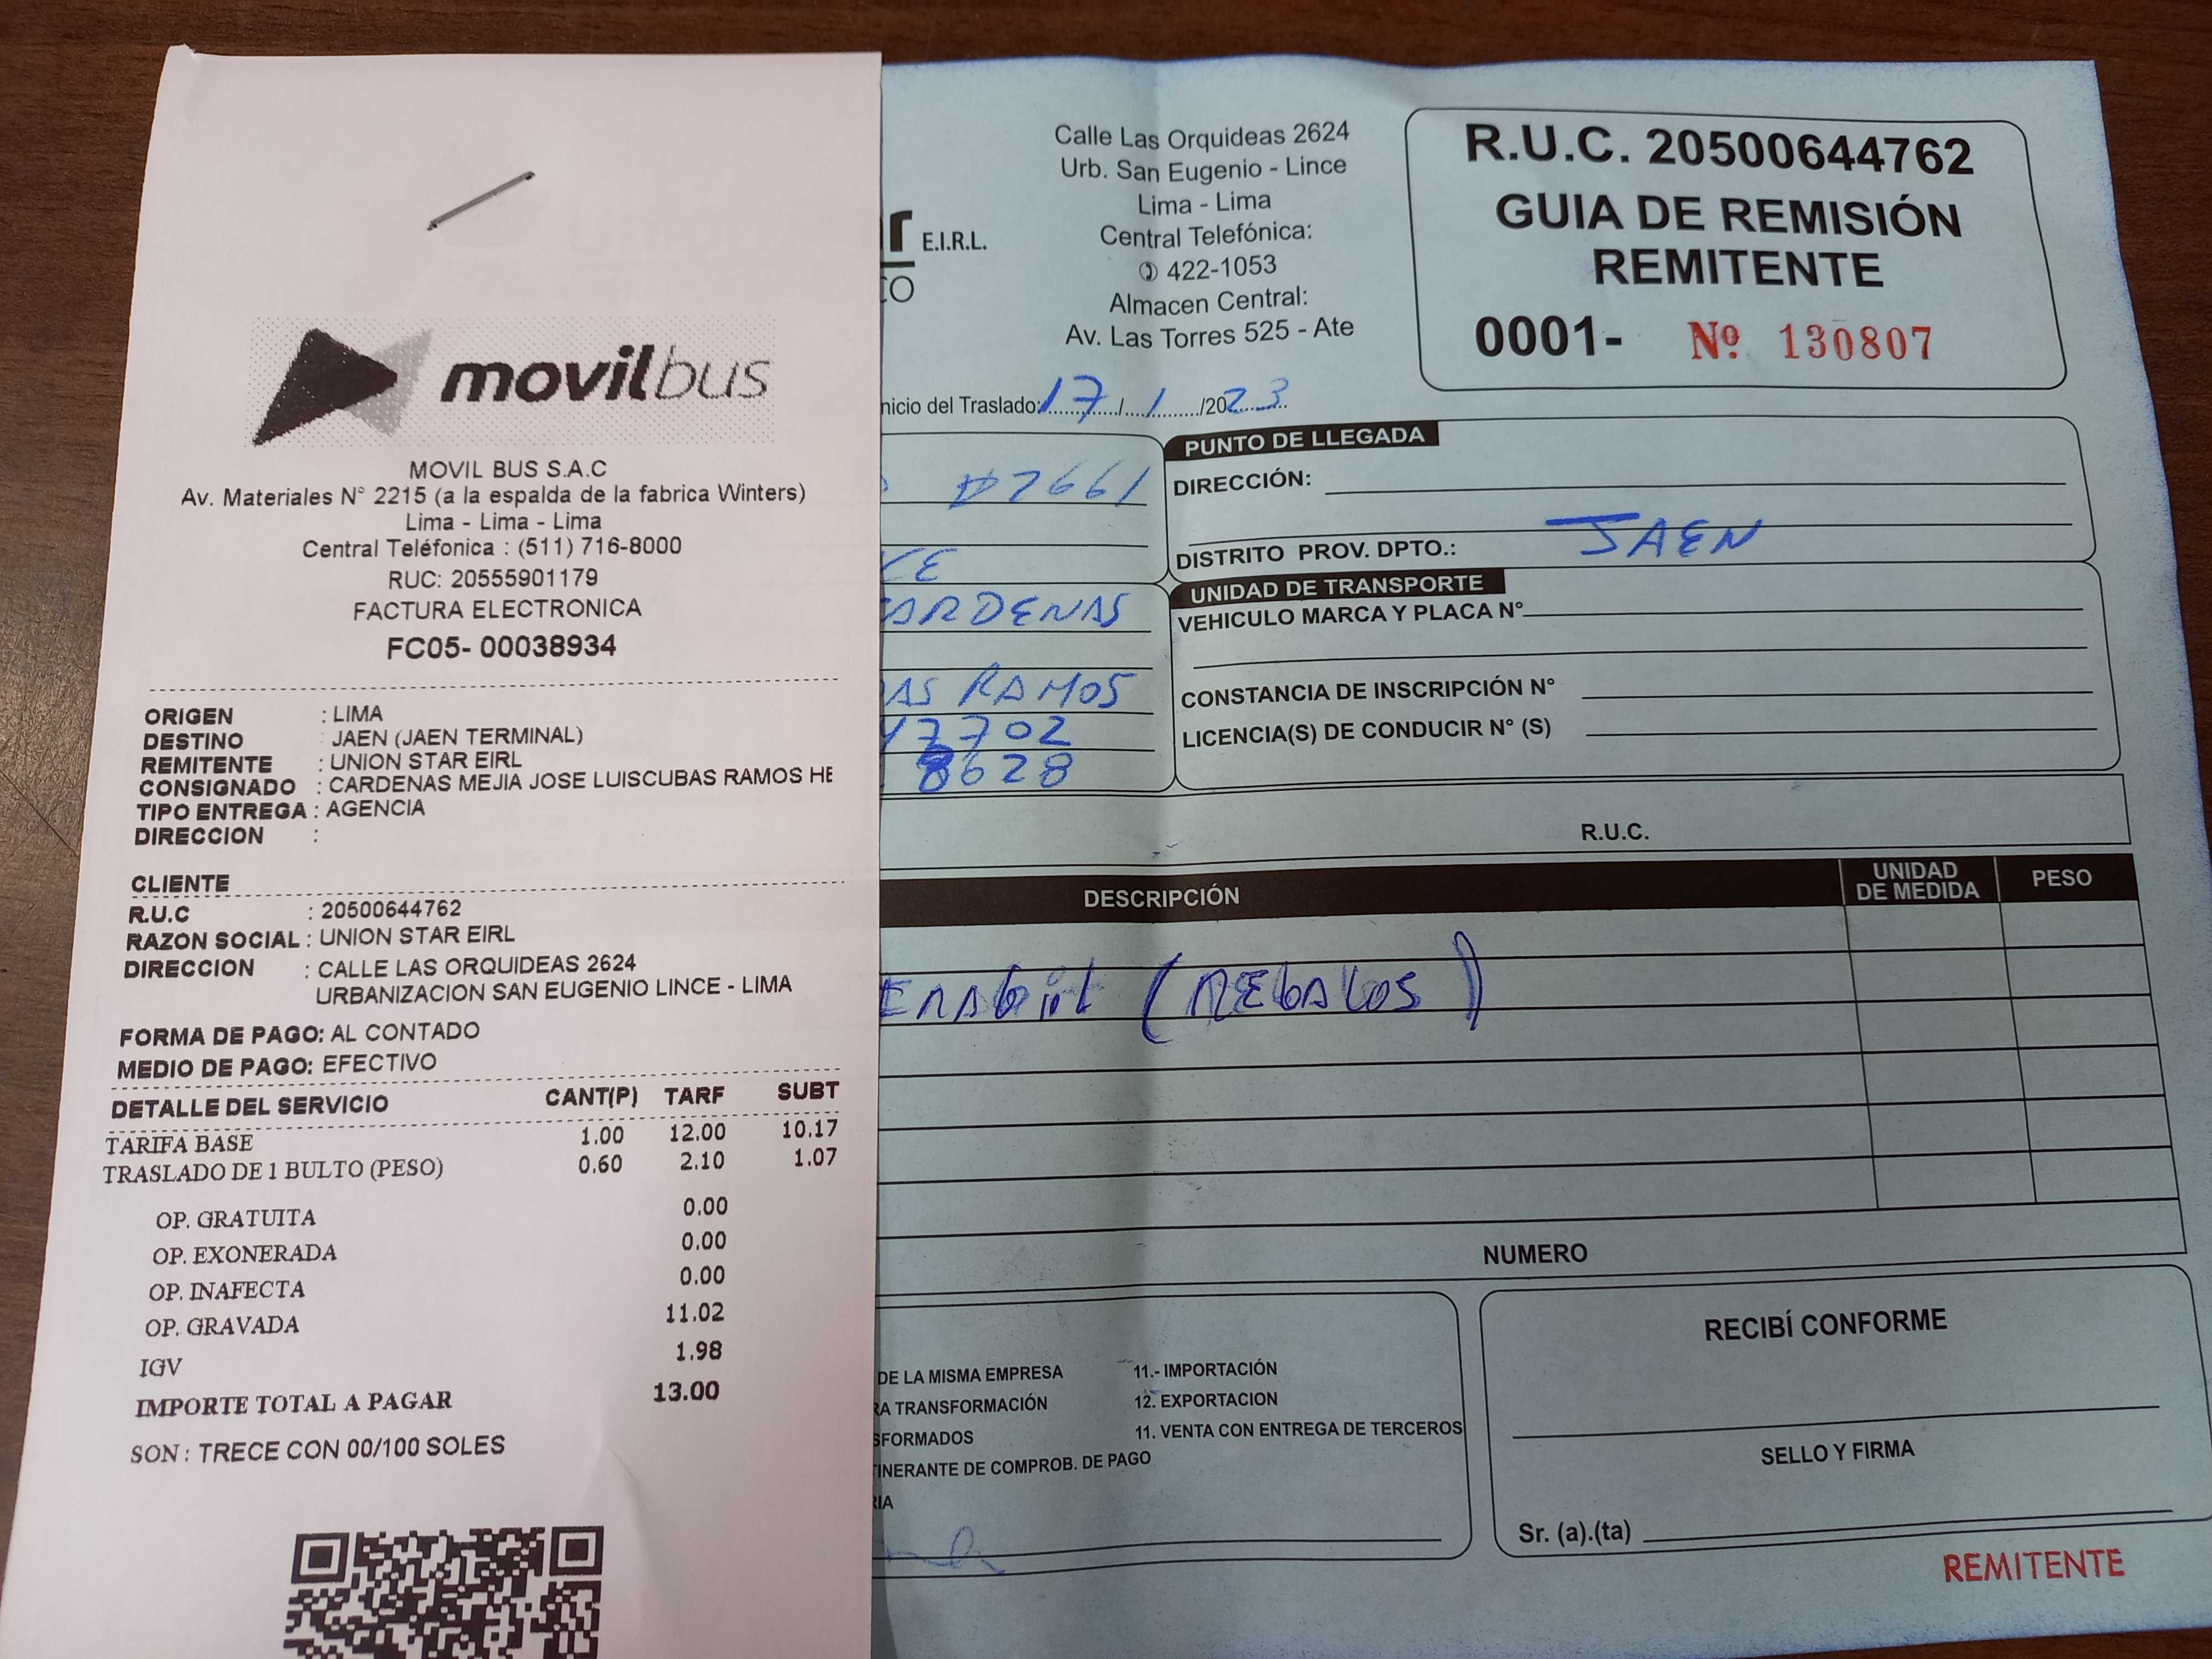 movilbus
MOVIL BUS S.A.C
Av. Materiales N° 2215 (a la espalda de la fabrica Winters)
Lima - Lima - Lima
Central Teléfonica : (511) 716-8000
RUC: 20555901179
FACTURA ELECTRONICA
FC05- 00038934
ORIGEN : LIMA
DESTINO JAEN (JAEN TERMINAL)
REMITENTE : UNION STAR EIRL
CONSIGNADO : CARDENAS MEJIA JOSE LUISCUBAS RAMOS HE
TIPO ENTREGA : AGENCIA
DIRECCION :
CLIENTE
R.U.C : 20500644762
RAZON SOCIAL : UNION STAR EIRL
DIRECCION : CALLE LAS ORQUIDEAS 2624
URBANIZACION SAN EUGENIO LINCE - LIMA
FORMA DE PAGO: AL CONTADO
MEDIO DE PAGO: EFECTIVO
DETALLE DEL SERVICIO CANT(P) TARF SUBT
TARIFA BASE 1.00 12.00 10.17
TRASLADO DE 1 BULTO (PESO) 0.60 2.10 1.07
OP. GRATUITA 0.00
OP. EXONERADA 0.00
OP. INAFECTA 0.00
OP. GRAVADA 11.02
IGV 1.98
IMPORTE TOTAL A PAGAR 13.00
SON : TRECE CON 00/100 SOLES
E.I.R.L.
CO
Calle Las Orquideas 2624
Urb. San Eugenio - Lince
Lima - Lima
Central Telefónica:
422-1053
Almacen Central:
Av. Las Torres 525 - Ate
R.U.C. 20500644762
GUIA DE REMISIÓN
REMITENTE
0001- Nº 130807
nicio del Traslado: 17 / 1 /2023
CE
ARDENAS
AS RAMOS
47702
8628
PUNTO DE LLEGADA
DIRECCIÓN:
DISTRITO PROV. DPTO.: JAEN
UNIDAD DE TRANSPORTE
VEHICULO MARCA Y PLACA N°
CONSTANCIA DE INSCRIPCIÓN N°
LICENCIA(S) DE CONDUCIR N° (S)
R.U.C.
DESCRIPCIÓN UNIDAD DE MEDIDA PESO
(REGALOS)
NUMERO
DE LA MISMA EMPRESA 11.- IMPORTACIÓN
RA TRANSFORMACIÓN 12. EXPORTACION
SFORMADOS 11. VENTA CON ENTREGA DE TERCEROS
TINERANTE DE COMPROB. DE PAGO
RIA
RECIBÍ CONFORME
SELLO Y FIRMA
Sr. (a).(ta)
REMITENTE